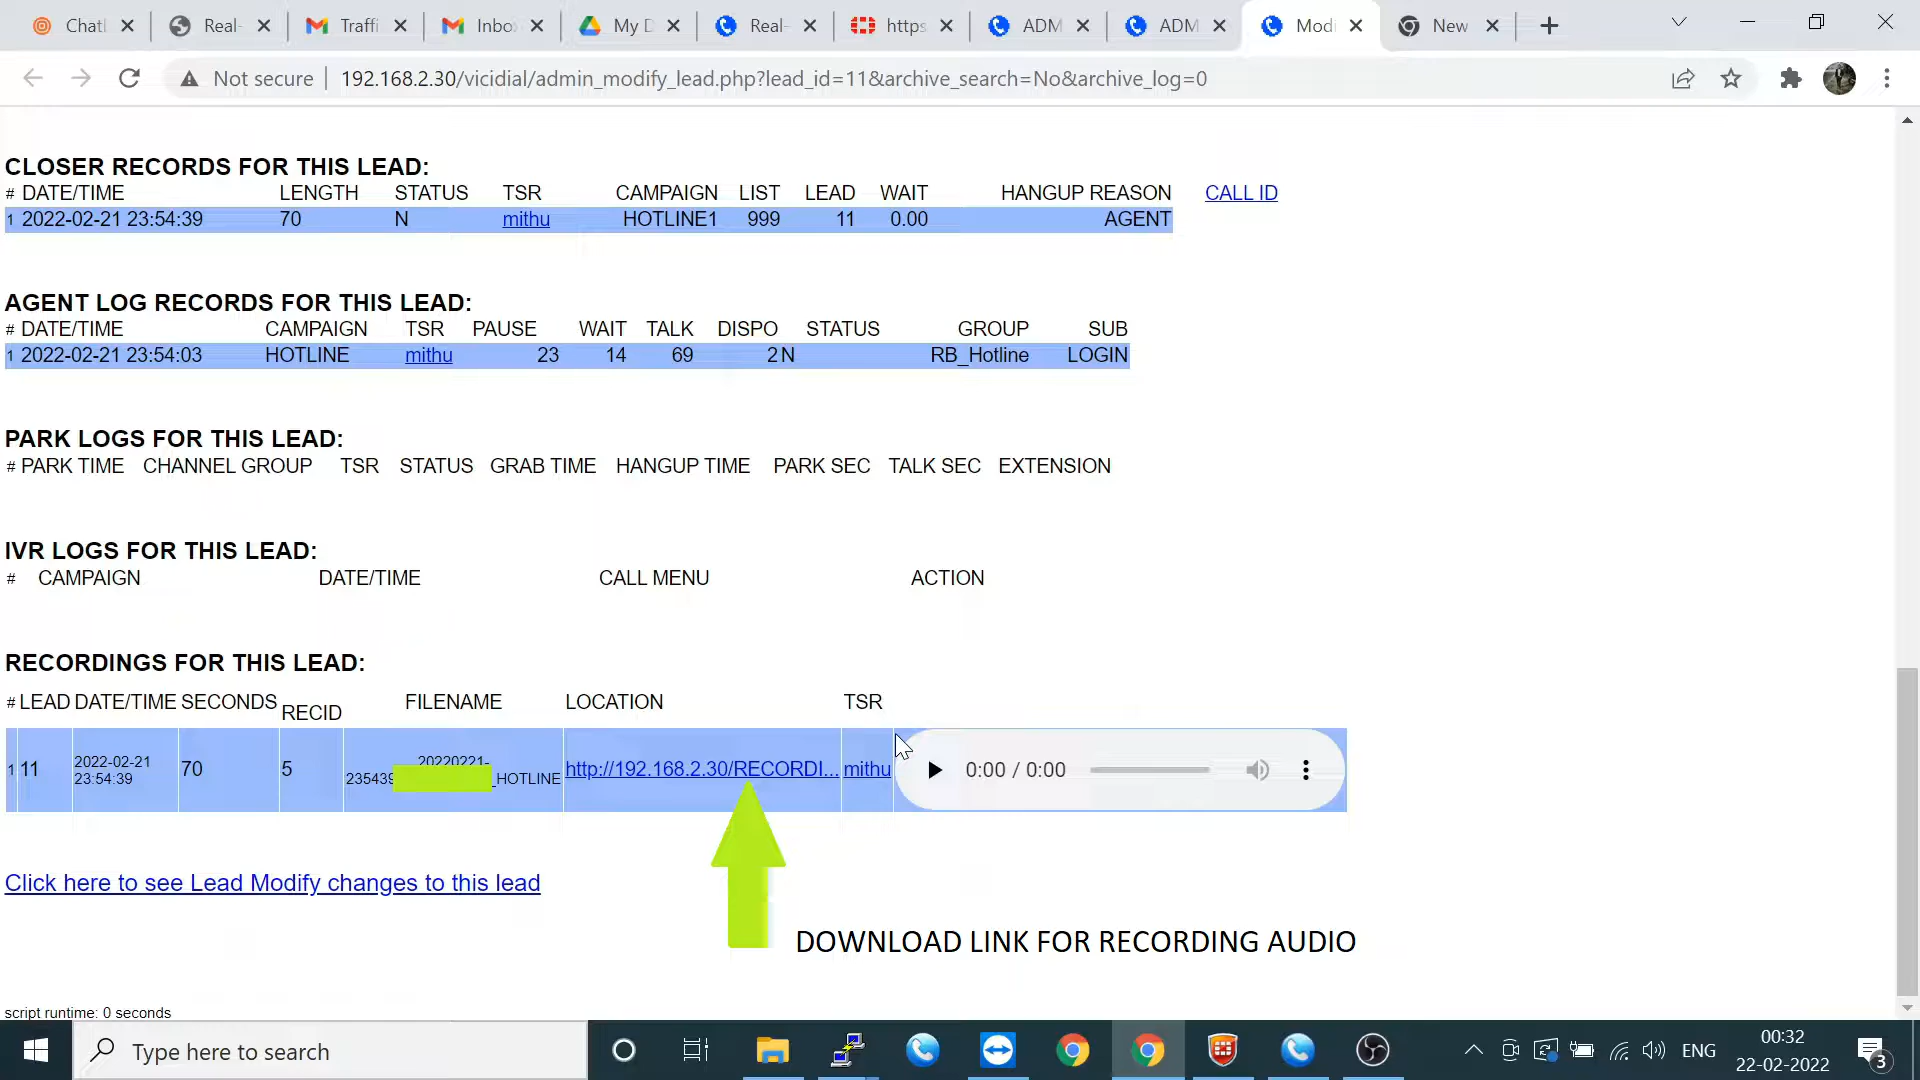 Chatl
Real-
Traffi
Inbo
My D
Real-
https
ADM
ADM
Modi
New
Not secure
192.168.2.30/vicidial/admin_modify_lead.php?lead_id=11&archive_search=No&archive_log=0
CLOSER RECORDS FOR THIS LEAD:
# DATE/TIME LENGTH STATUS TSR CAMPAIGN LIST LEAD WAIT HANGUP REASON CALL ID
1 2022-02-21 23:54:39 70 N mithu HOTLINE1 999 11 0.00 AGENT
AGENT LOG RECORDS FOR THIS LEAD:
# DATE/TIME CAMPAIGN TSR PAUSE WAIT TALK DISPO STATUS GROUP SUB
1 2022-02-21 23:54:03 HOTLINE mithu 23 14 69 2 N RB_Hotline LOGIN
PARK LOGS FOR THIS LEAD:
# PARK TIME CHANNEL GROUP TSR STATUS GRAB TIME HANGUP TIME PARK SEC TALK SEC EXTENSION
IVR LOGS FOR THIS LEAD:
# CAMPAIGN DATE/TIME CALL MENU ACTION
RECORDINGS FOR THIS LEAD:
# LEAD DATE/TIME SECONDS RECID FILENAME LOCATION TSR
1 11 2022-02-21 23:54:39 70 5 20220221-
235439 _HOTLINE http://192.168.2.30/RECORDI... mithu 0:00 / 0:00
Click here to see Lead Modify changes to this lead
DOWNLOAD LINK FOR RECORDING AUDIO
script runtime: 0 seconds
Type here to search
ENG
00:32
22-02-2022
3